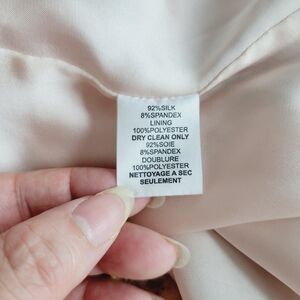 92%SILK
8%SPANDEX
LINING
100%POLYESTER
DRY CLEAN ONLY
92%SOIE
8%SPANDEX
DOUBLURE
100%POLYESTER
NETTOYAGE A SEC
SEULEMENT